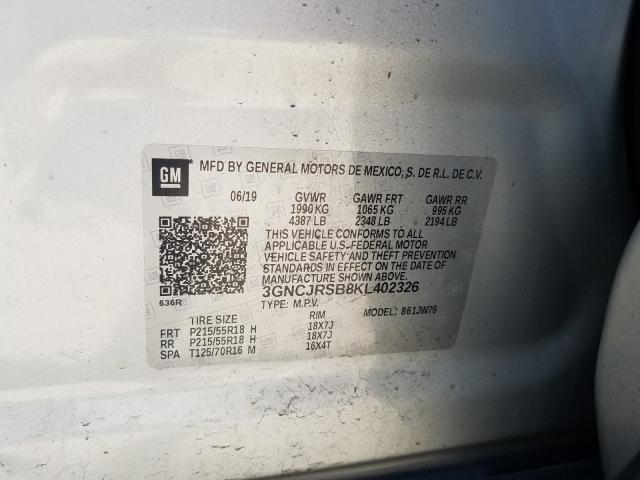 GM
MFD BY GENERAL MOTORS DE MEXICO, S. DE R.L. DE C.V.
06/19 GVWR GAWR FRT GAWR RR
1990 KG 1065 KG 995 KG
4387 LB 2348 LB 2194 LB
THIS VEHICLE CONFORMS TO ALL
APPLICABLE U.S. FEDERAL MOTOR
VEHICLE SAFETY AND THEFT PREVENTION
STANDARDS IN EFFECT ON THE DATE
OF MANUFACTURE SHOWN ABOVE.
636R
3GNCJRSB8KL402326
TYPE: M.P.V. MODEL: 861JW76
TIRE SIZE RIM
FRT P215/55R18 H 18X7J
RR P215/55R18 H 18X7J
SPA T125/70R16 M 16X4T